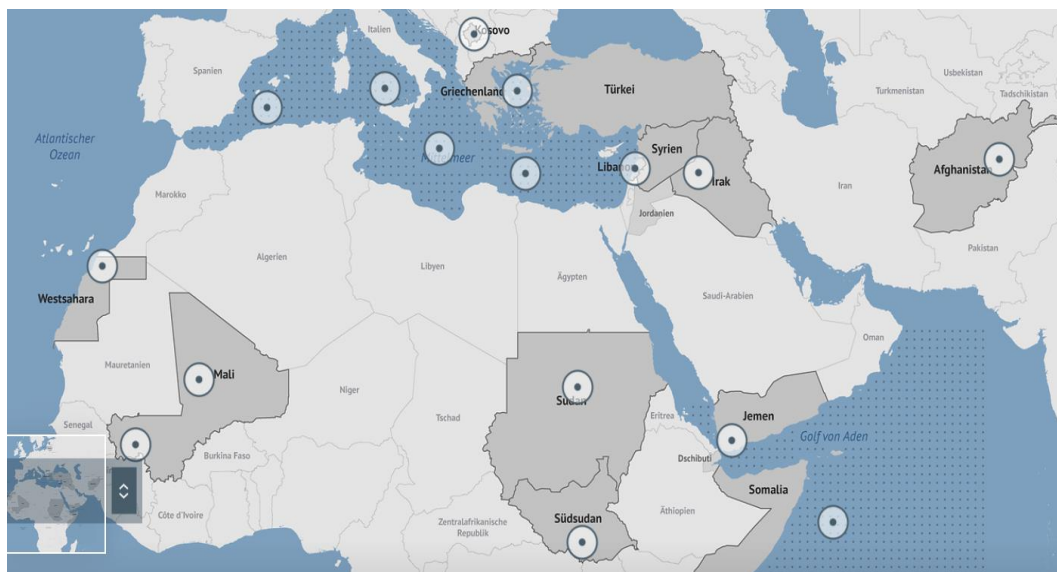 Italien
Kosovo
Spanien
Griechenland
Türkei
Usbekistan
Turkmenistan
Tadschikistan
Atlantischer
Ozean
Mittelmeer
Libanon
Syrien
Irak
Afghanistan
Iran
Marokko
Jordanien
Pakistan
Algerien
Libyen
Ägypten
Saudi-Arabien
Westsahara
Oman
Mauretanien
Mali
Niger
Tschad
Sudan
Eritrea
Jemen
Golf von Aden
Senegal
Burkina Faso
Dschibuti
Somalia
Côte d'Ivoire
Zentralafrikanische
Republik
Südsudan
Äthiopien